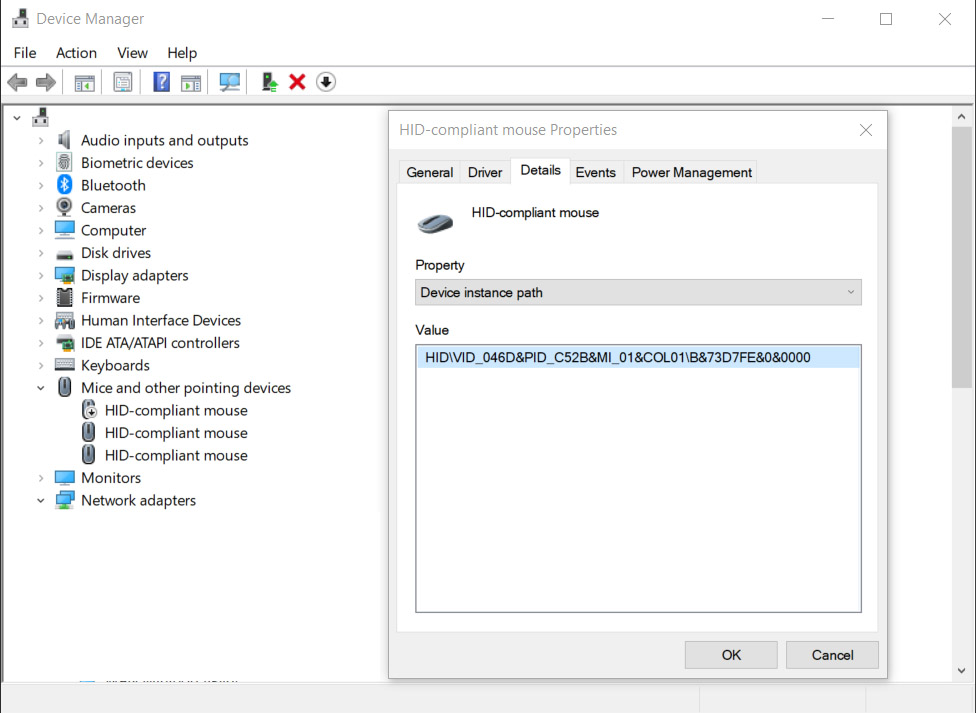 Device Manager
File Action View Help
Audio inputs and outputs
Biometric devices
Bluetooth
Cameras
Computer
Disk drives
Display adapters
Firmware
Human Interface Devices
IDE ATA/ATAPI controllers
Keyboards
Mice and other pointing devices
HID-compliant mouse
HID-compliant mouse
HID-compliant mouse
Monitors
Network adapters
HID-compliant mouse Properties
General Driver Details Events Power Management
HID-compliant mouse
Property
Device instance path
Value
HID\VID_046D&PID_C52B&MI_01&COL01\B&73D7FE&0&0000
OK Cancel